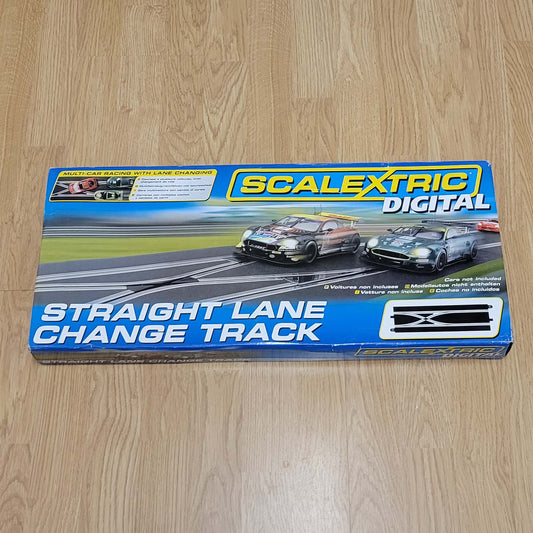 MULTI-CAR RACING WITH LANE CHANGING
SCALEXTRIC
DIGITAL
Cars not included
Voitures non incluses
Modellautos nicht enthalten
Vetture non incluse
Coches no incluidos
STRAIGHT LANE
CHANGE TRACK
STRAIGHT LANE CHANGE TRACK
SCALEXTRIC
DIGITAL